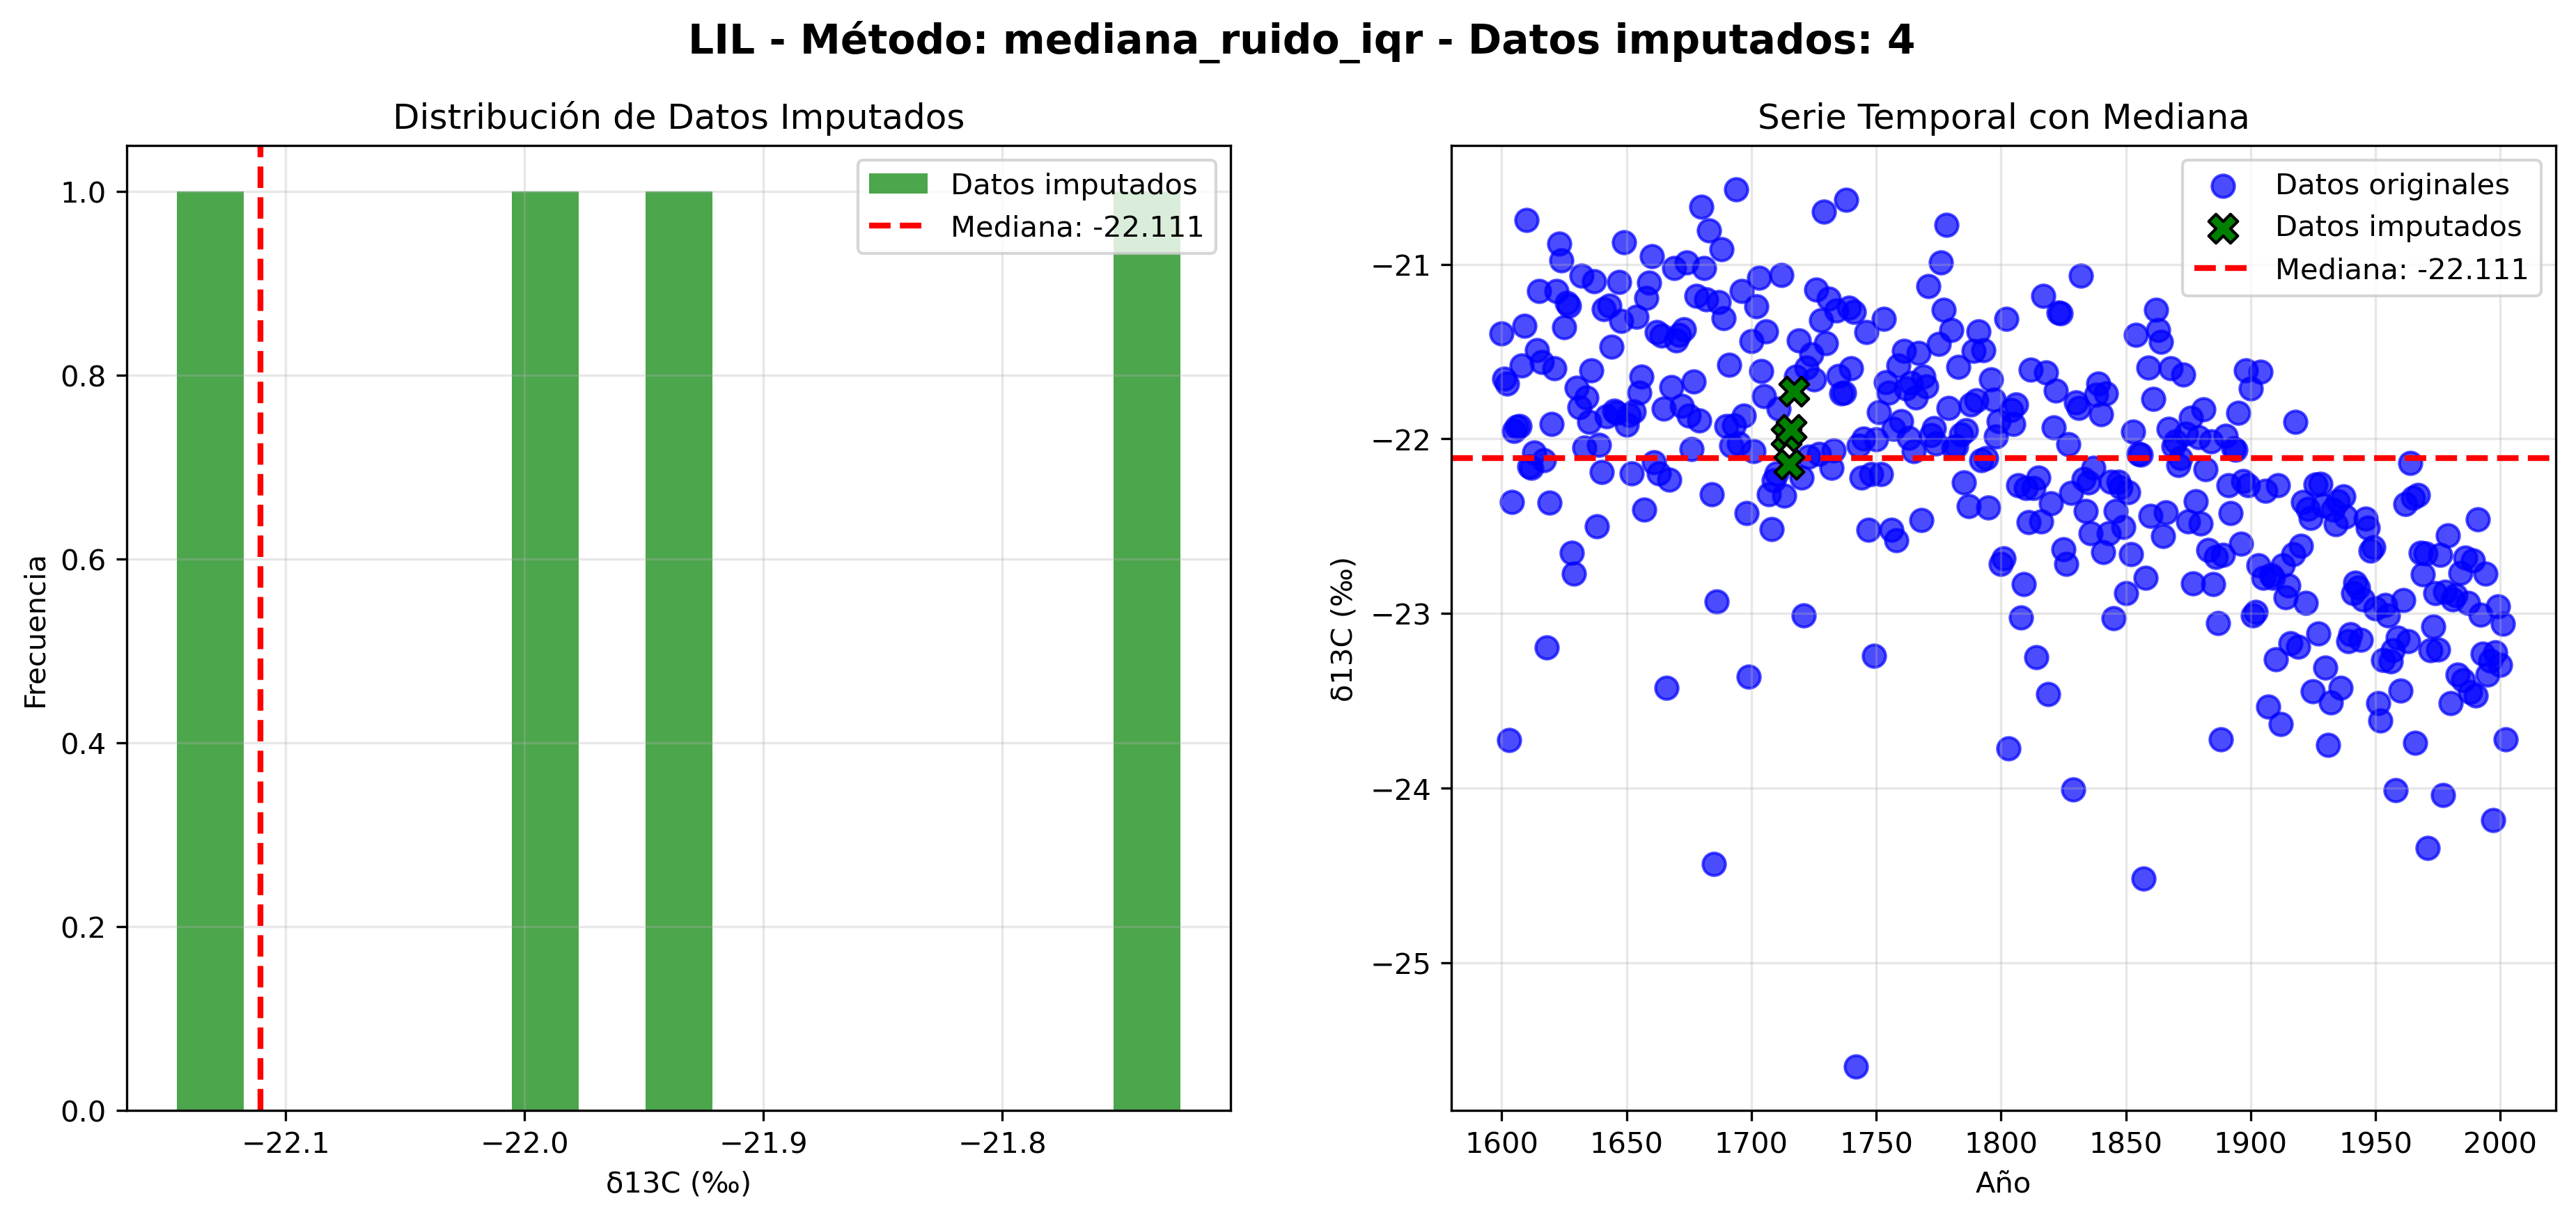 LIL - Método: mediana_ruido_iqr - Datos imputados: 4
Distribución de Datos Imputados
Datos imputados
Mediana: -22.111
1.0
0.8
0.6
0.4
0.2
0.0
Frecuencia
−22.1 −22.0 −21.9 −21.8
δ13C (‰)
Serie Temporal con Mediana
Datos originales
Datos imputados
Mediana: -22.111
−21
−22
−23
−24
−25
δ13C (‰)
1600 1650 1700 1750 1800 1850 1900 1950 2000
Año